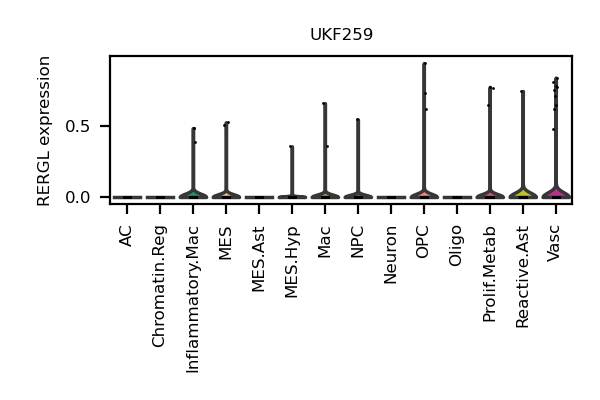 UKF259
RERGL expression
0.5
0.0
AC
Chromatin.Reg
Inflammatory.Mac
MES
MES.Ast
MES.Hyp
Mac
NPC
Neuron
OPC
Oligo
Prolif.Metab
Reactive.Ast
Vasc